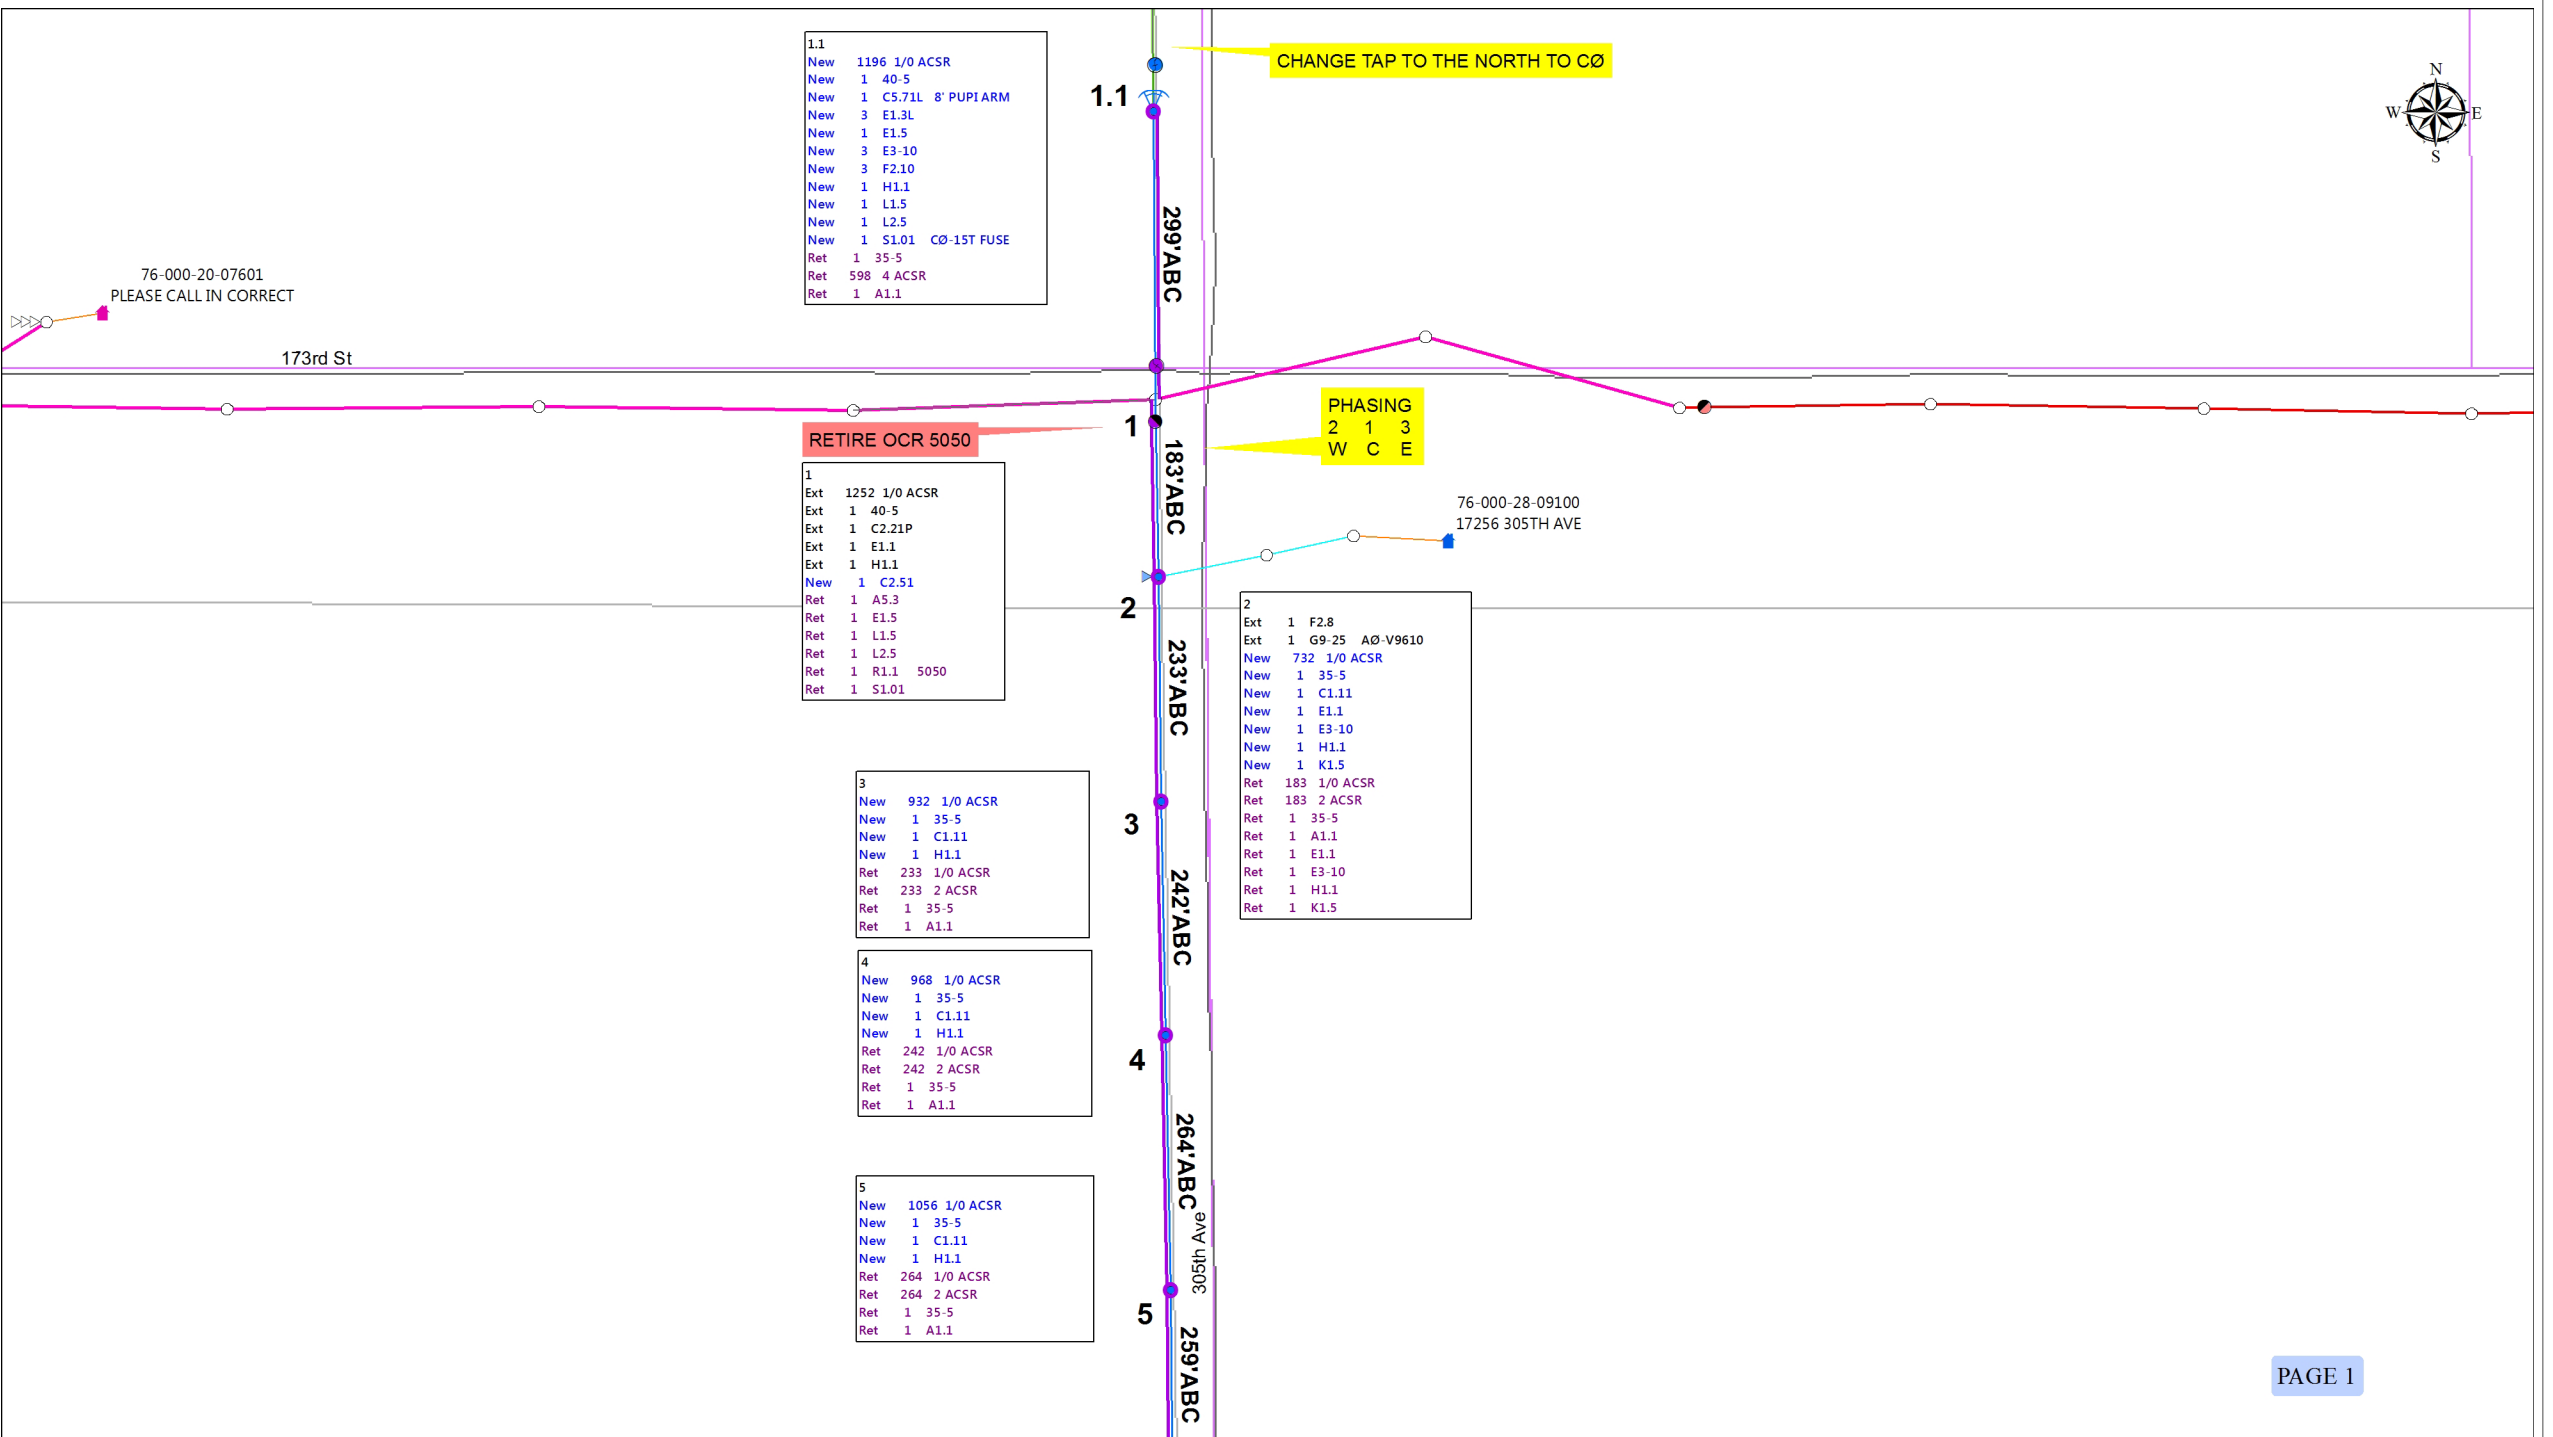 1.1
New 1196 1/0 ACSR
New 1 40-5
New 1 C5.71L 8' PUPI ARM
New 3 E1.3L
New 1 E1.5
New 3 E3-10
New 3 F2.10
New 1 H1.1
New 1 L1.5
New 1 L2.5
New 1 S1.01 CØ-15T FUSE
Ret 1 35-5
Ret 598 4 ACSR
Ret 1 A1.1
CHANGE TAP TO THE NORTH TO CØ
N
W E
S
1.1
299'ABC
76-000-20-07601
PLEASE CALL IN CORRECT
173rd St
RETIRE OCR 5050
1
183'ABC
PHASING
2 1 3
W C E
1
Ext 1252 1/0 ACSR
Ext 1 40-5
Ext 1 C2.21P
Ext 1 E1.1
Ext 1 H1.1
New 1 C2.51
Ret 1 A5.3
Ret 1 E1.5
Ret 1 L1.5
Ret 1 L2.5
Ret 1 R1.1 5050
Ret 1 S1.01
76-000-28-09100
17256 305TH AVE
2
233'ABC
2
Ext 1 F2.8
Ext 1 G9-25 AØ-V9610
New 732 1/0 ACSR
New 1 35-5
New 1 C1.11
New 1 E1.1
New 1 E3-10
New 1 H1.1
New 1 K1.5
Ret 183 1/0 ACSR
Ret 183 2 ACSR
Ret 1 35-5
Ret 1 A1.1
Ret 1 E1.1
Ret 1 E3-10
Ret 1 H1.1
Ret 1 K1.5
3
New 932 1/0 ACSR
New 1 35-5
New 1 C1.11
New 1 H1.1
Ret 233 1/0 ACSR
Ret 233 2 ACSR
Ret 1 35-5
Ret 1 A1.1
3
242'ABC
4
New 968 1/0 ACSR
New 1 35-5
New 1 C1.11
New 1 H1.1
Ret 242 1/0 ACSR
Ret 242 2 ACSR
Ret 1 35-5
Ret 1 A1.1
4
264'ABC
305th Ave
5
New 1056 1/0 ACSR
New 1 35-5
New 1 C1.11
New 1 H1.1
Ret 264 1/0 ACSR
Ret 264 2 ACSR
Ret 1 35-5
Ret 1 A1.1
5
259'ABC
PAGE 1